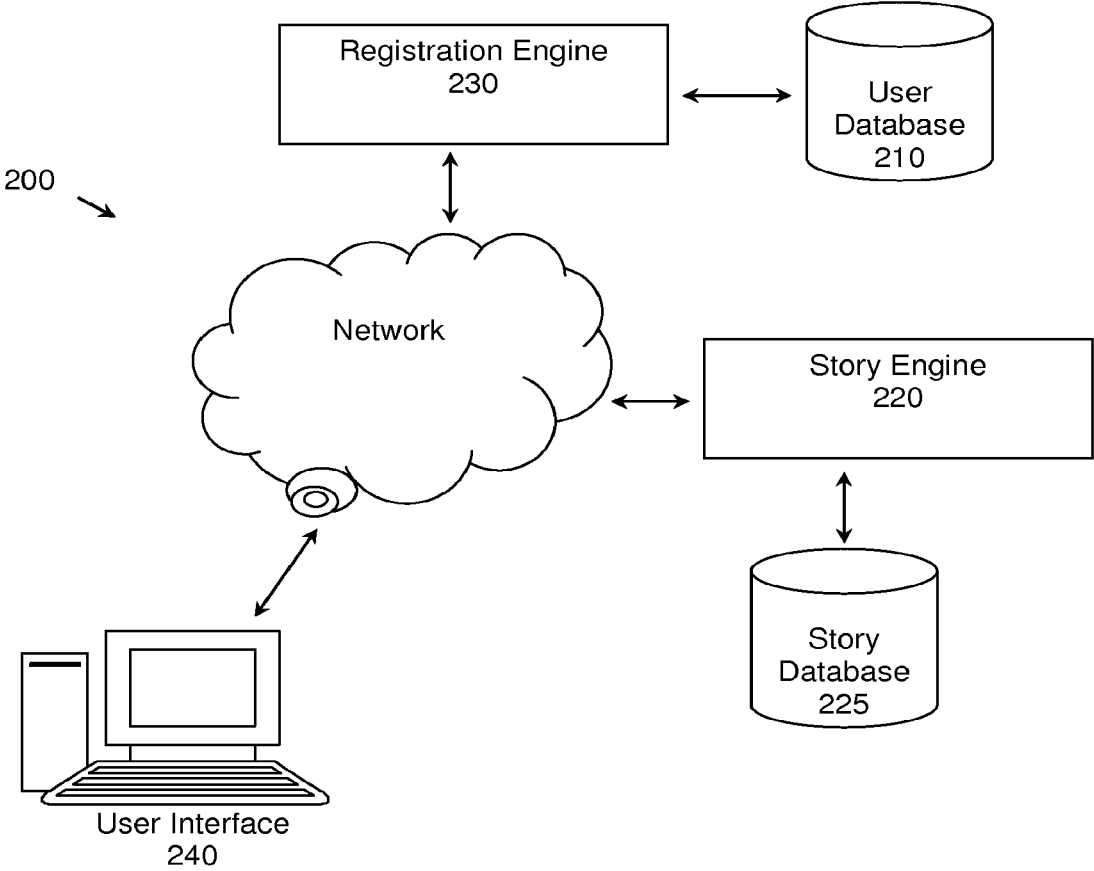 Registration Engine
230
User
Database
210
200
Network
Story Engine
220
Story
Database
225
User Interface
240